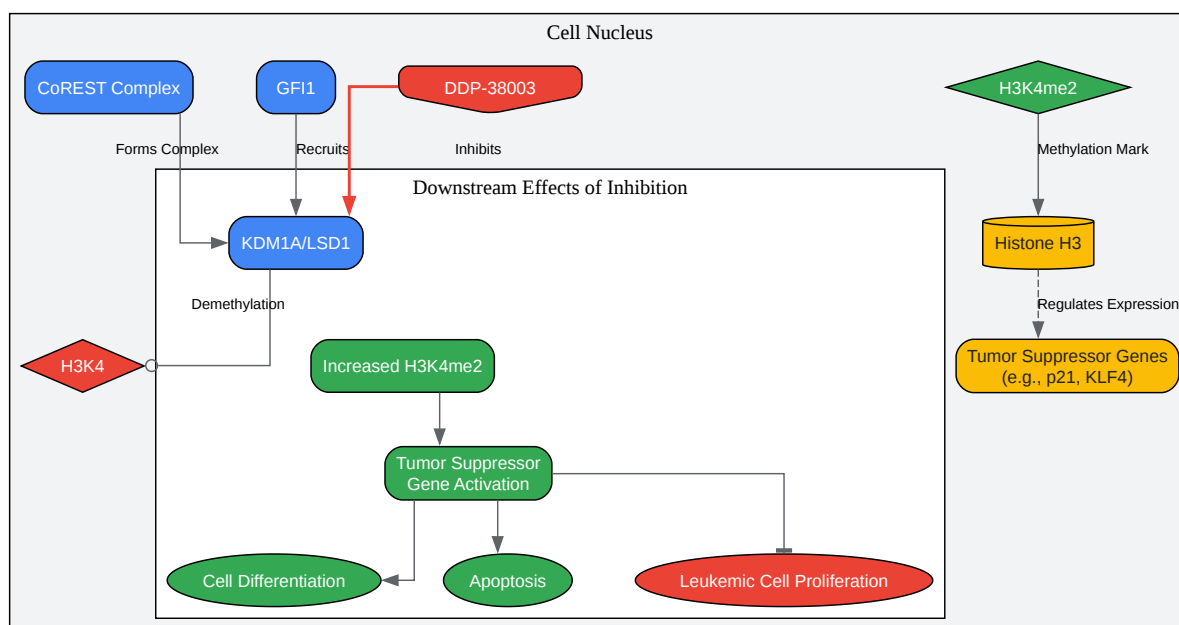 Cell Nucleus
CoREST Complex
GFI1
DDP-38003
H3K4me2
Forms Complex
Recruits
Inhibits
Methylation Mark
Downstream Effects of Inhibition
KDM1A/LSD1
Histone H3
Demethylation
Regulates Expression
H3K4
Increased H3K4me2
Tumor Suppressor Genes
(e.g., p21, KLF4)
Tumor Suppressor
Gene Activation
Cell Differentiation
Apoptosis
Leukemic Cell Proliferation